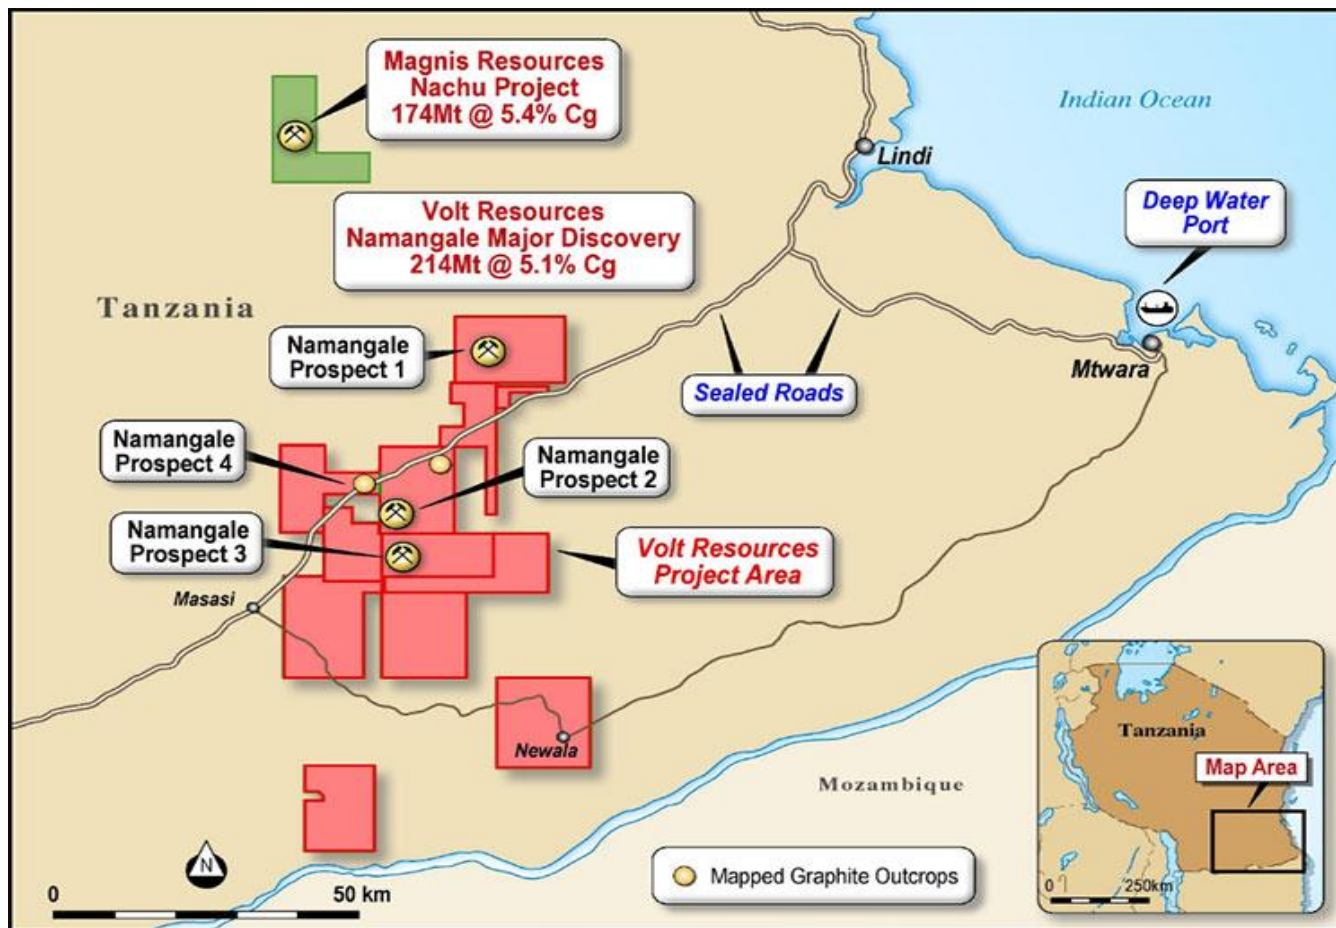 Magnis Resources
Nachu Project
174Mt @ 5.4% Cg
Indian Ocean
Lindi
Deep Water
Port
Volt Resources
Namangale Major Discovery
214Mt @ 5.1% Cg
Tanzania
Namangale
Prospect 1
Mtwara
Sealed Roads
Namangale
Prospect 4
Namangale
Prospect 2
Namangale
Prospect 3
Volt Resources
Project Area
Masasi
Newala
Mozambique
Tanzania
Map Area
0 250km
N
0 50 km
Mapped Graphite Outcrops